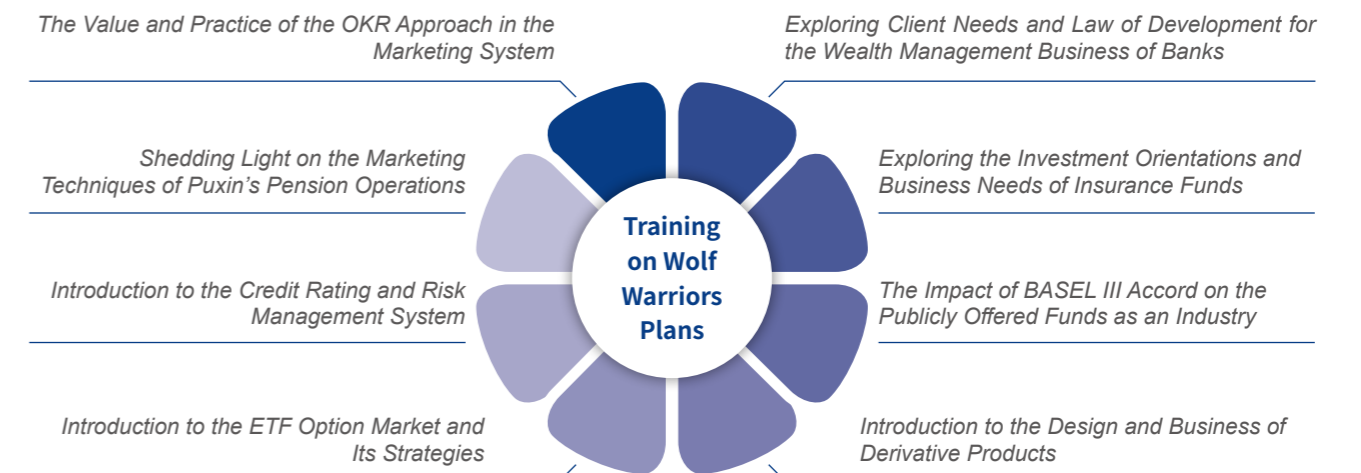 The Value and Practice of the OKR Approach in the
Marketing System
Exploring Client Needs and Law of Development for
the Wealth Management Business of Banks
Shedding Light on the Marketing
Techniques of Puxin's Pension Operations
Exploring the Investment Orientations and
Business Needs of Insurance Funds
Training
on Wolf
Warriors
Plans
Introduction to the Credit Rating and Risk
Management System
The Impact of BASEL III Accord on the
Publicly Offered Funds as an Industry
Introduction to the ETF Option Market and
Its Strategies
Introduction to the Design and Business of
Derivative Products